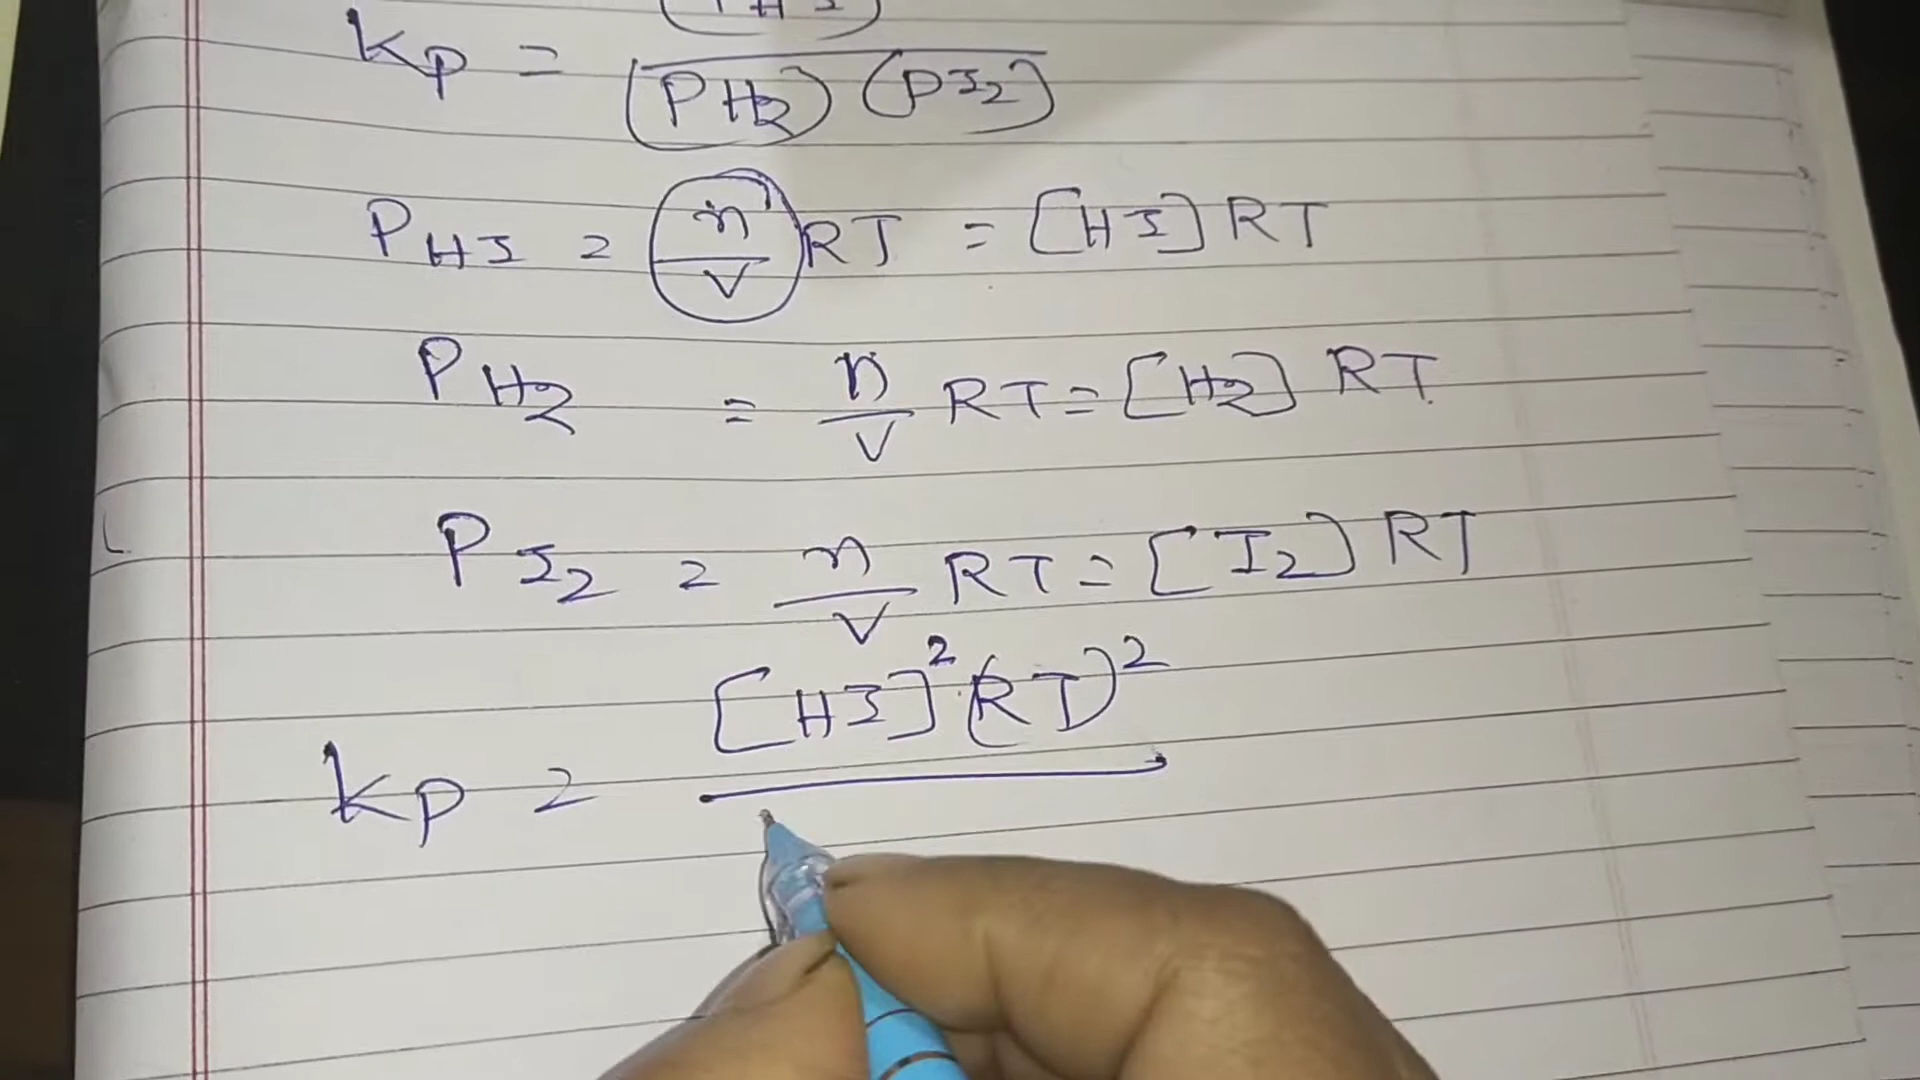 (PHI)
Kp = 
(PH2) (PI2)
PHI = n/V RT = [HI] RT
PH2 = n/V RT = [H2] RT
PI2 = n/V RT = [I2] RT
[HI]² (RT)²
Kp =